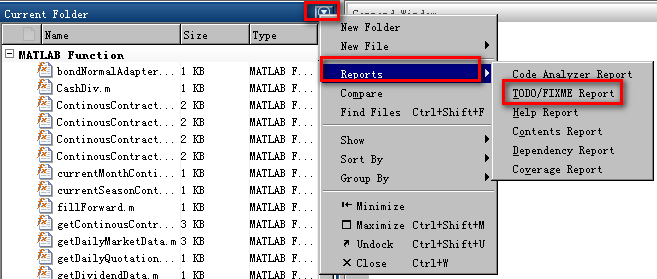 Current Folder
Command Window
Name Size Type
MATLAB Function
bondNormalAdapter... 1 KB MATLAB F...
CashDiv.m 1 KB MATLAB F...
ContinousContract... 2 KB MATLAB F...
ContinousContract... 2 KB MATLAB F...
ContinousContract... 2 KB MATLAB F...
ContinousContract... 2 KB MATLAB F...
currentMonthConti... 1 KB MATLAB F...
currentSeasonCont... 1 KB MATLAB F...
fillForward.m 1 KB MATLAB F...
getContinousContr... 3 KB MATLAB F...
getDailyMarketData.m 3 KB MATLAB F...
getDailyQuotation... 1 KB MATLAB F...
getDividendData.m 1 KB MATLAB F...
New Folder
New File
Reports
Compare
Find Files Ctrl+Shift+F
Show
Sort By
Group By
Minimize
Maximize Ctrl+Shift+M
Undock Ctrl+Shift+U
Close Ctrl+W
Code Analyzer Report
TODO/FIXME Report
Help Report
Contents Report
Dependency Report
Coverage Report